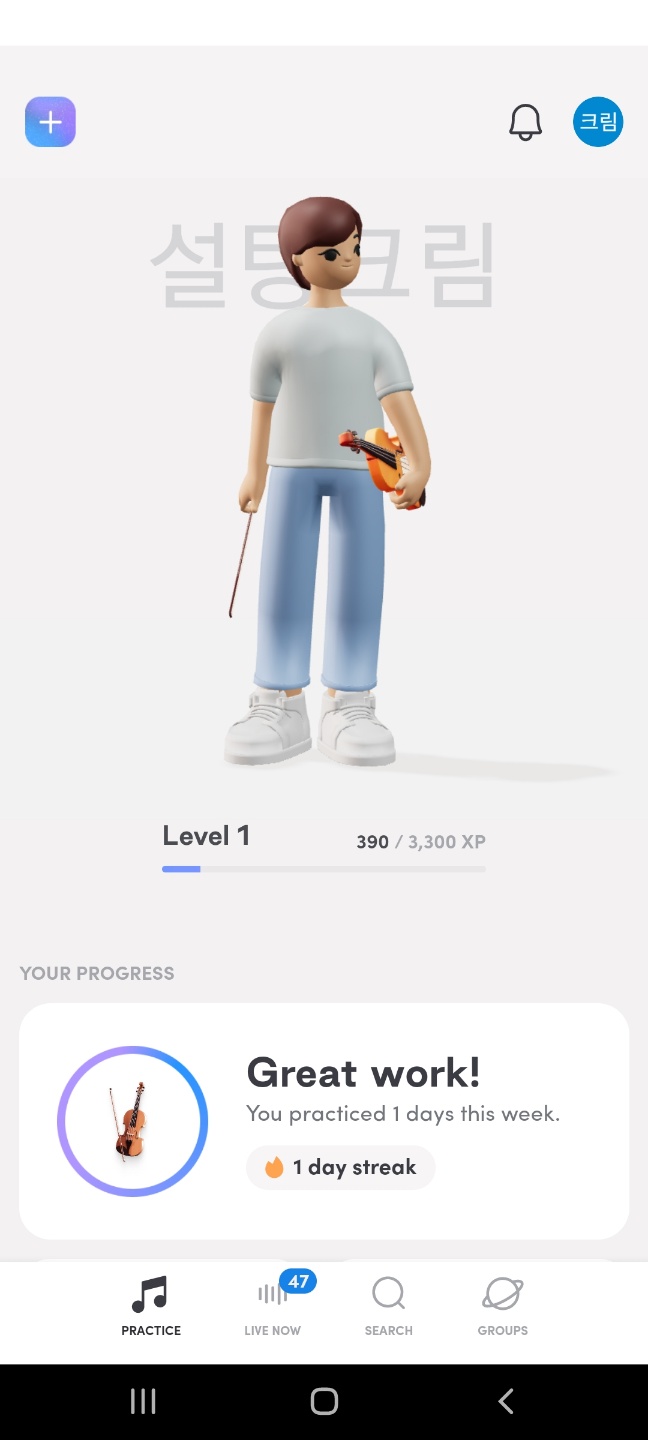 크림
설팅크림
Level 1
390 / 3,300 XP
YOUR PROGRESS
Great work!
You practiced 1 days this week.
1 day streak
47
PRACTICE
LIVE NOW
SEARCH
GROUPS